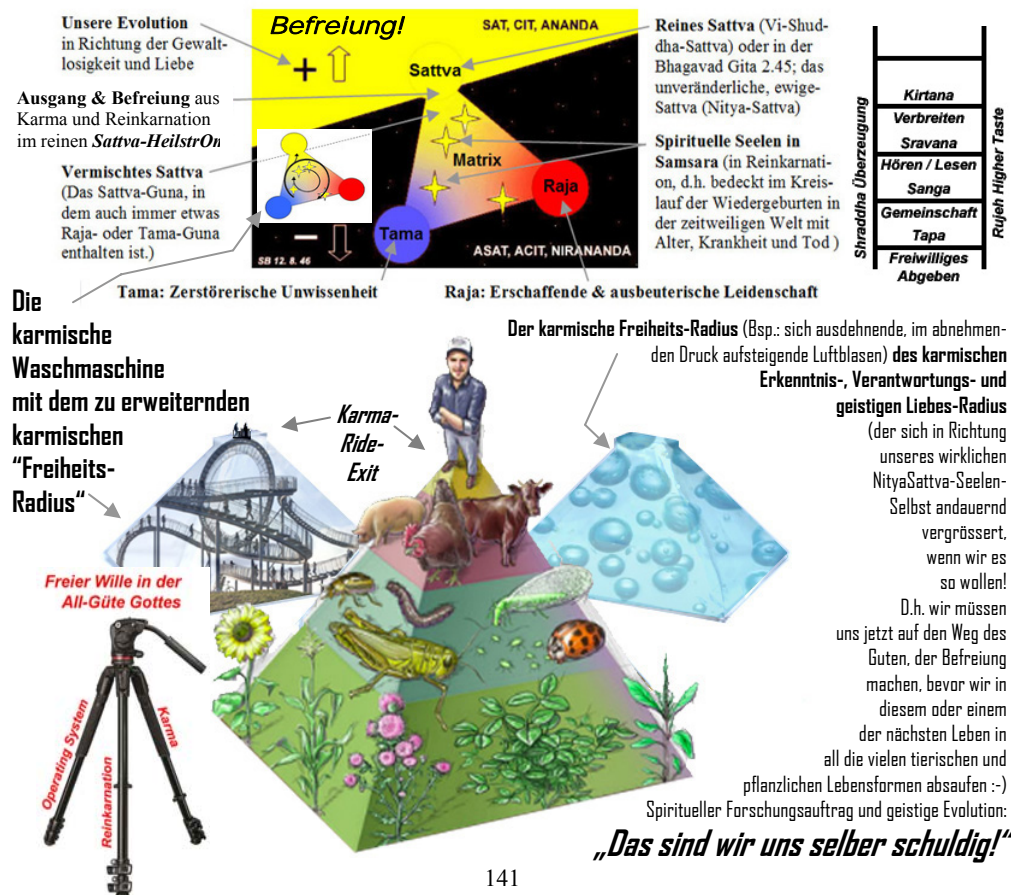 Unsere Evolution
in Richtung der Gewalt-
losigkeit und Liebe
Ausgang & Befreiung aus
Karma und Reinkarnation
im reinen Sattva-HeilstrOm
Vermischtes Sattva
(Das Sattva-Guna, in
dem auch immer etwas
Raja- oder Tama-Guna
enthalten ist.)
Befreiung!
SAT, CIT, ANANDA
+
Sattva
Matrix
Raja
Tama
–
ASAT, ACIT, NIRANANDA
SB 12. 8. 46
Reines Sattva (Vi-Shud-
dha-Sattva) oder in der
Bhagavad Gita 2.45; das
unveränderliche, ewige-
Sattva (Nitya-Sattva)
Spirituelle Seelen in
Samsara (in Reinkarnati-
on, d.h. bedeckt im Kreis-
lauf der Wiedergeburten in
der zeitweiligen Welt mit
Alter, Krankheit und Tod )
Shraddha Überzeugung
Kirtana
Verbreiten
Sravana
Hören / Lesen
Sanga
Gemeinschaft
Tapa
Freiwilliges
Abgeben
Rujeh Higher Taste
Tama: Zerstörerische Unwissenheit
Raja: Erschaffende & ausbeuterische Leidenschaft
Die
karmische
Waschmaschine
mit dem zu erweiternden
karmischen
“Freiheits-
Radius“
Karma-
Ride-
Exit
Der karmische Freiheits-Radius (Bsp.: sich ausdehnende, im abnehmen-
den Druck aufsteigende Luftblasen) des karmischen
Erkenntnis-, Verantwortungs- und
geistigen Liebes-Radius
(der sich in Richtung
unseres wirklichen
NityaSattva-Seelen-
Selbst andauernd
vergrössert,
wenn wir es
so wollen!
D.h. wir müssen
uns jetzt auf den Weg des
Guten, der Befreiung
machen, bevor wir in
diesem oder einem
der nächsten Leben in
all die vielen tierischen und
pflanzlichen Lebensformen absaufen :-)
Spiritueller Forschungsauftrag und geistige Evolution:
„Das sind wir uns selber schuldig!“
Freier Wille in der
All-Güte Gottes
Operating System
Reinkarnation
Karma
141